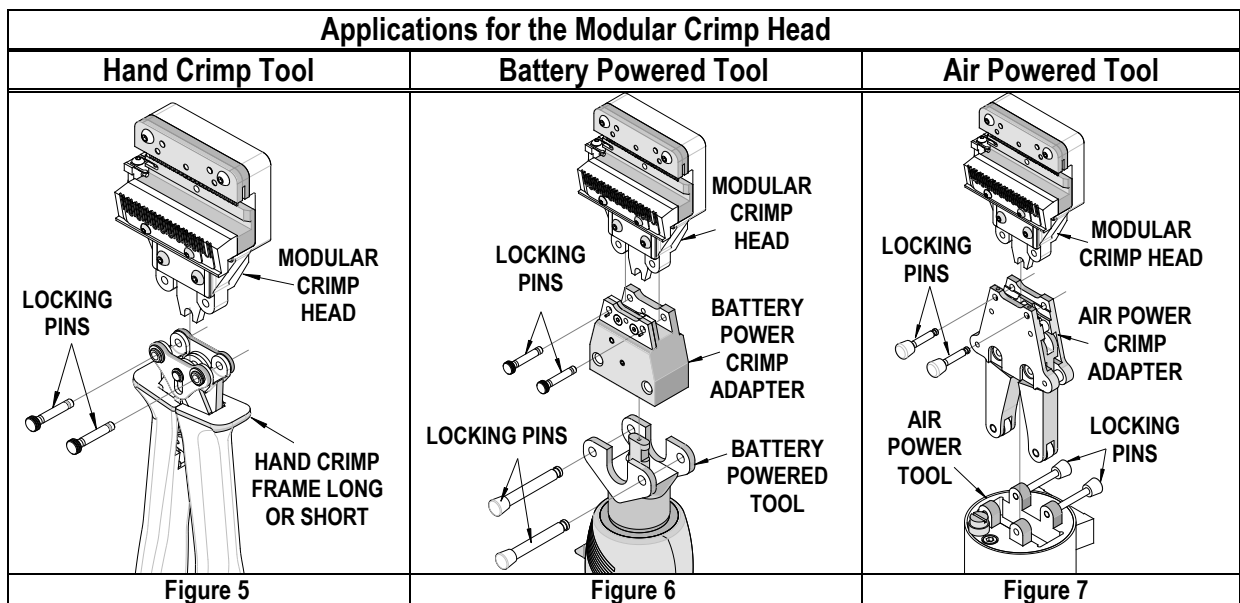 Applications for the Modular Crimp Head
Hand Crimp Tool
Battery Powered Tool
Air Powered Tool
MODULAR
CRIMP
HEAD
LOCKING
PINS
HAND CRIMP
FRAME LONG
OR SHORT
MODULAR
CRIMP
HEAD
LOCKING
PINS
BATTERY
POWER
CRIMP
ADAPTER
LOCKING PINS
BATTERY
POWERED
TOOL
MODULAR
CRIMP HEAD
LOCKING
PINS
AIR POWER
CRIMP
ADAPTER
AIR
POWER
TOOL
LOCKING
PINS
Figure 5
Figure 6
Figure 7